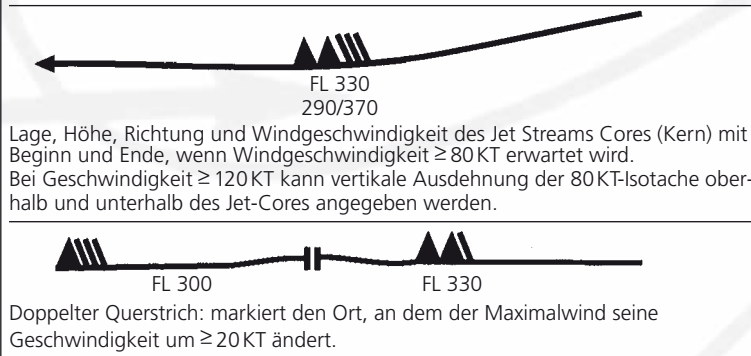 FL 330
290/370
Lage, Höhe, Richtung und Windgeschwindigkeit des Jet Streams Cores (Kern) mit
Beginn und Ende, wenn Windgeschwindigkeit ≥ 80 KT erwartet wird.
Bei Geschwindigkeit ≥ 120 KT kann vertikale Ausdehnung der 80 KT-Isotache ober-
halb und unterhalb des Jet-Cores angegeben werden.
FL 300 FL 330
Doppelter Querstrich: markiert den Ort, an dem der Maximalwind seine
Geschwindigkeit um ≥ 20 KT ändert.